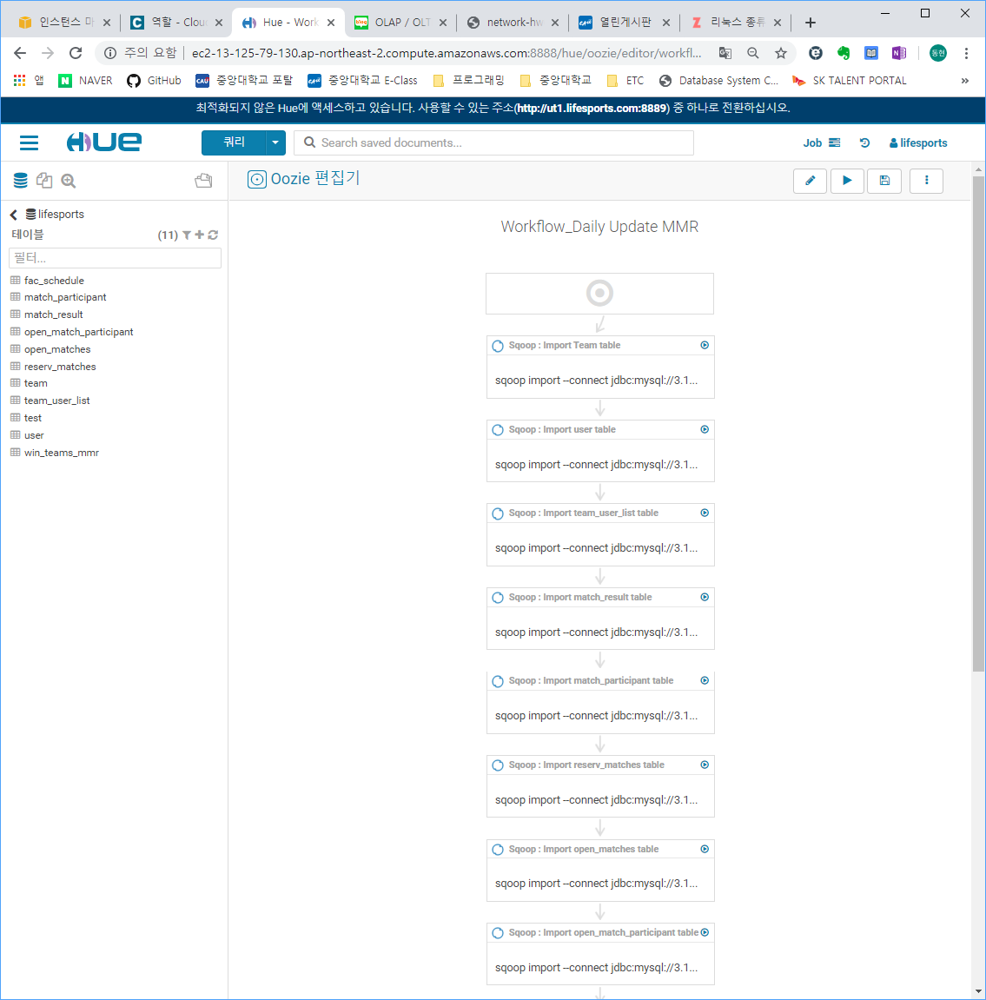 인스턴스 마
역할 - Clou
Hue - Work
OLAP / OLT
network-hw
열린게시판
리눅스 종류
주의 요함
ec2-13-125-79-130.ap-northeast-2.compute.amazonaws.com:8888/hue/oozie/editor/workfl...
동현
앱
NAVER
GitHub
중앙대학교 포탈
중앙대학교 E-Class
프로그래밍
중앙대학교
ETC
Database System C...
SK TALENT PORTAL
»
최적화되지 않은 Hue에 액세스하고 있습니다. 사용할 수 있는 주소(http://ut1.lifesports.com:8889) 중 하나로 전환하십시오.
HUE
쿼리
Search saved documents...
Job
lifesports
Oozie 편집기
lifesports
테이블
(11)
필터...
fac_schedule
match_participant
match_result
open_match_participant
open_matches
reserv_matches
team
team_user_list
test
user
win_teams_mmr
Workflow_Daily Update MMR
Sqoop : Import Team table
sqoop import --connect jdbc:mysql://3.1...
Sqoop : Import user table
sqoop import --connect jdbc:mysql://3.1...
Sqoop : Import team_user_list table
sqoop import --connect jdbc:mysql://3.1...
Sqoop : Import match_result table
sqoop import --connect jdbc:mysql://3.1...
Sqoop : Import match_participant table
sqoop import --connect jdbc:mysql://3.1...
Sqoop : Import reserv_matches table
sqoop import --connect jdbc:mysql://3.1...
Sqoop : Import open_matches table
sqoop import --connect jdbc:mysql://3.1...
Sqoop : Import open_match_participant table
sqoop import --connect jdbc:mysql://3.1...